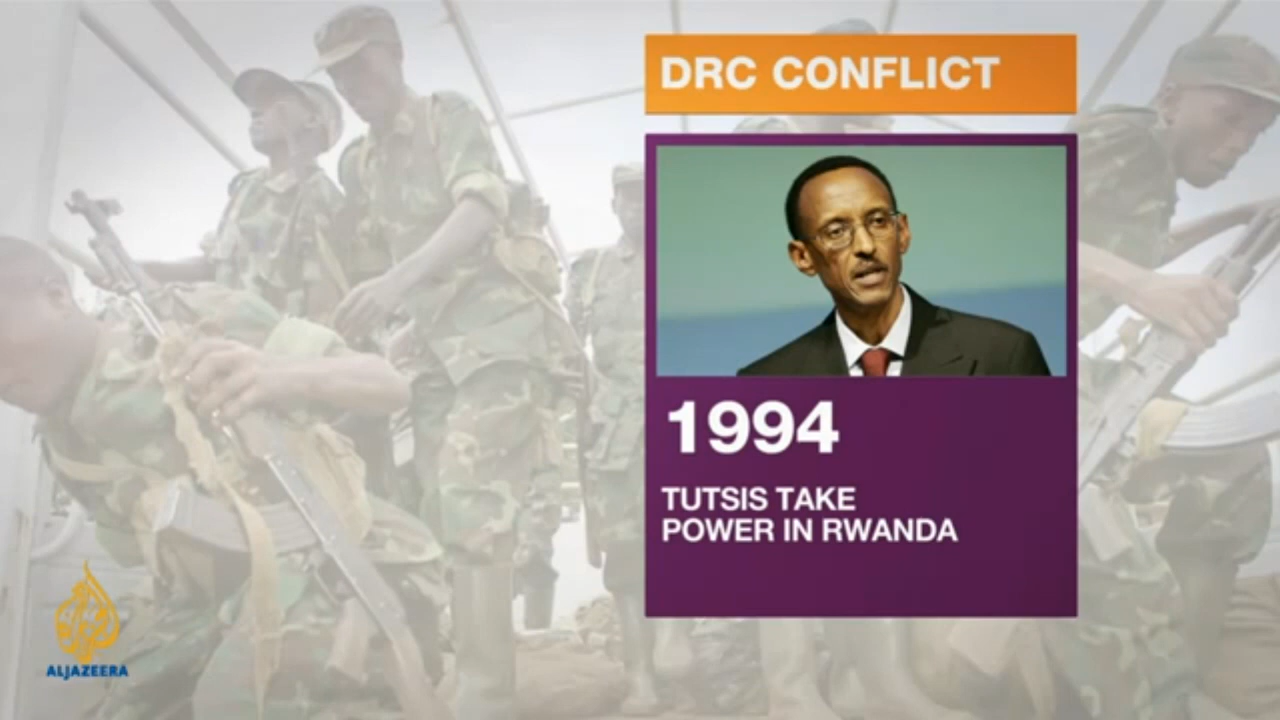 DRC CONFLICT
1994
TUTSIS TAKE
POWER IN RWANDA
ALJAZEERA